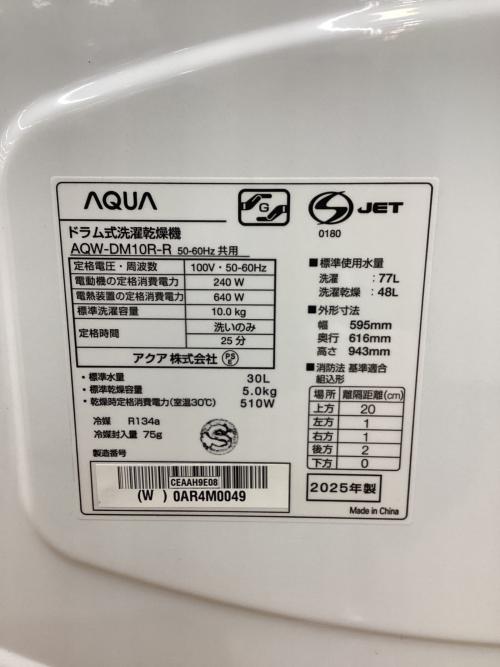 AQUA
G
JET
0180
ドラム式洗濯乾燥機
AQW-DM10R-R 50-60Hz 共用
定格電圧・周波数 100V・50-60Hz
電動機の定格消費電力 240 W
電熱装置の定格消費電力 640 W
標準洗濯容量 10.0 kg
定格時間 洗いのみ 25 分
アクア 株式会社 PSE
・標準水量 30L
・標準乾燥容量 5.0kg
・乾燥時定格消費電力(室温30℃) 510W
冷媒 R134a
冷媒封入量 75g
製造番号
CEAAH9E08
(W ) 0AR4M0049
■標準使用水量
洗濯 :77L
洗濯乾燥 :48L
■外形寸法
幅 595mm
奥行 616mm
高さ 943mm
■消防法 基準適合
組込形
場所 離隔距離(cm)
上方 20
左方 1
右方 1
後方 2
下方 0
2025年製
Made in China